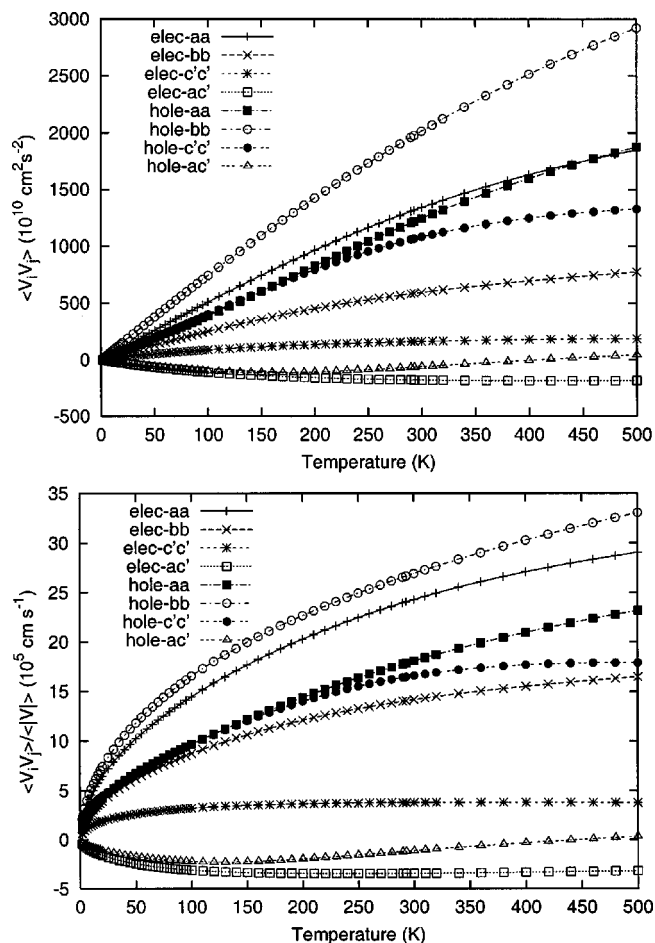 3000
2500
2000
1500
1000
500
0
-500
<ViVj> (10^10 cm^2s^-2)
elec-aa
elec-bb
elec-c'c'
elec-ac'
hole-aa
hole-bb
hole-c'c'
hole-ac'
0 50 100 150 200 250 300 350 400 450 500
Temperature (K)
35
30
25
20
15
10
5
0
-5
<ViVj>/<|V|> (10^5 cm s^-1)
elec-aa
elec-bb
elec-c'c'
elec-ac'
hole-aa
hole-bb
hole-c'c'
hole-ac'
0 50 100 150 200 250 300 350 400 450 500
Temperature (K)